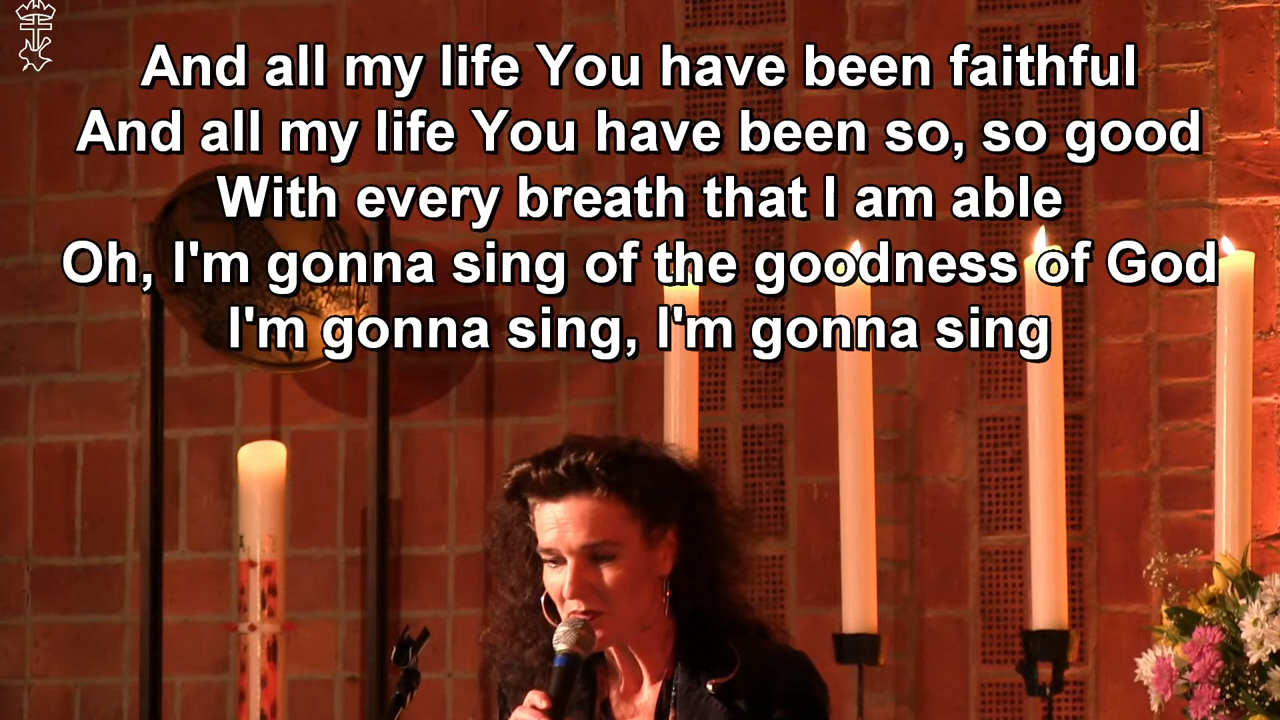 And all my life You have been faithful
And all my life You have been so, so good
With every breath that I am able
Oh, I'm gonna sing of the goodness of God
I'm gonna sing, I'm gonna sing